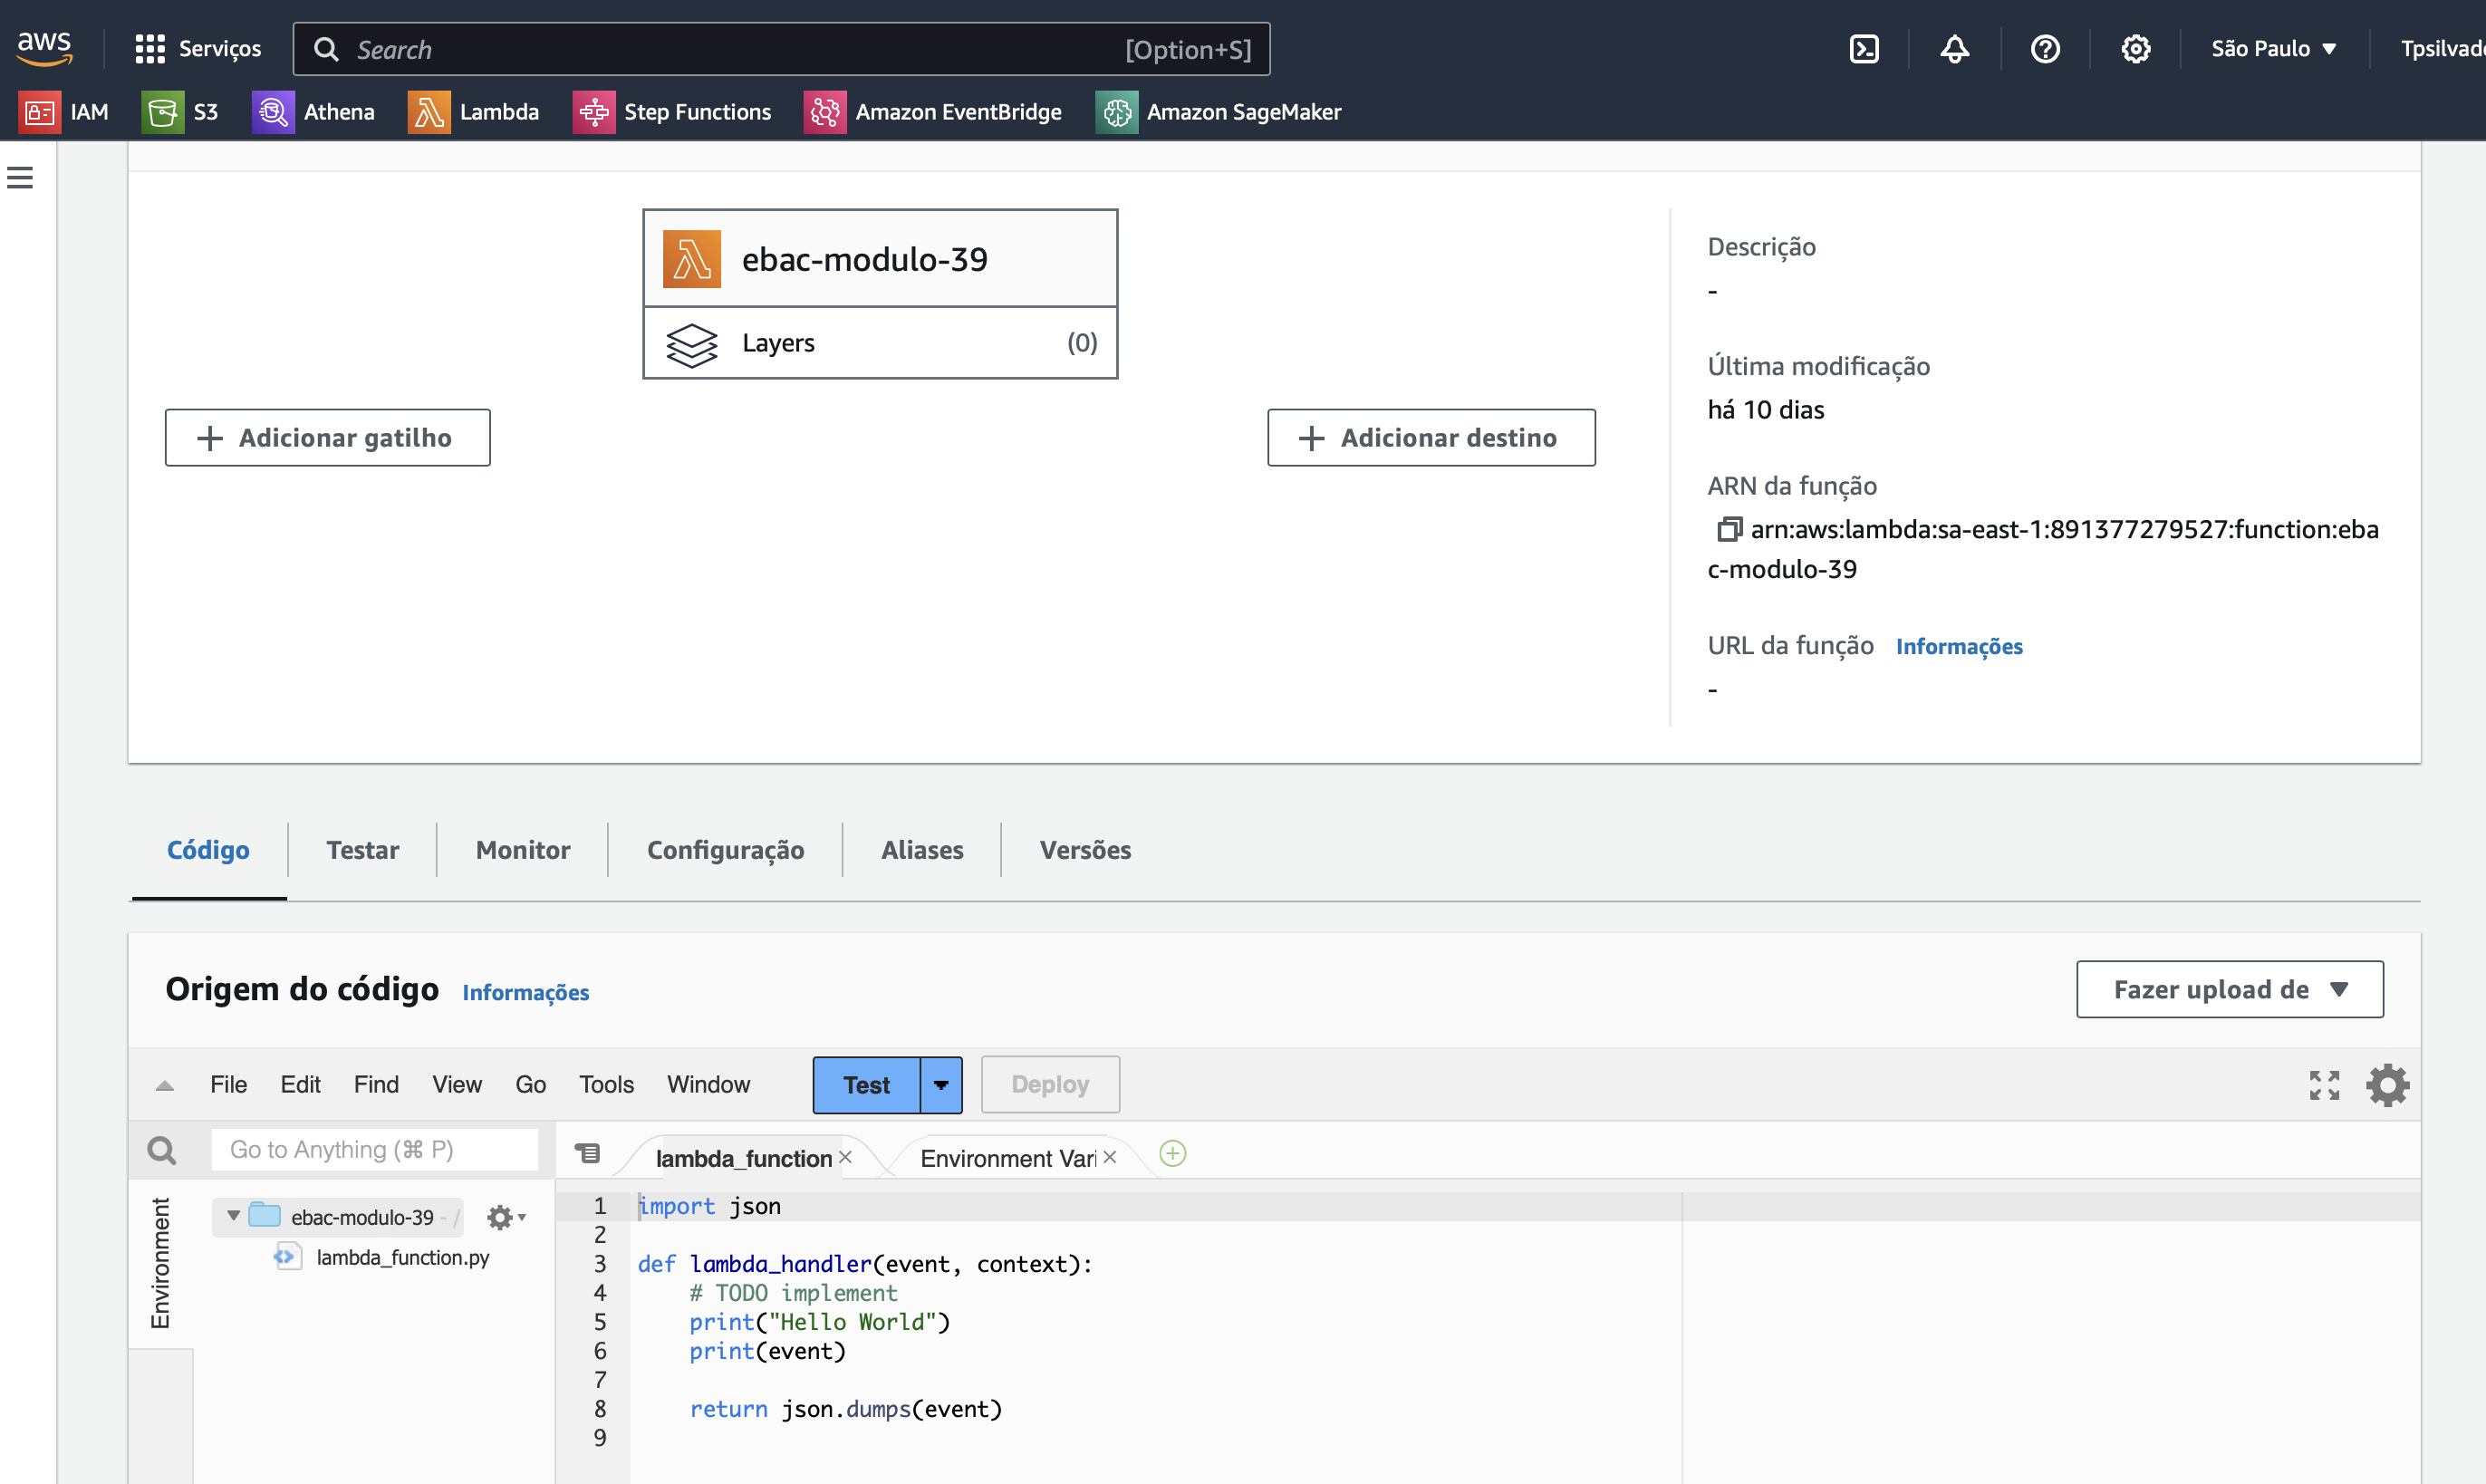 aws
Serviços
Search
[Option+S]
São Paulo
Tpsilvad
IAM
S3
Athena
Lambda
Step Functions
Amazon EventBridge
Amazon SageMaker
ebac-modulo-39
Layers
(0)
Adicionar gatilho
Adicionar destino
Descrição
-
Última modificação
há 10 dias
ARN da função
arn:aws:lambda:sa-east-1:891377279527:function:eba
c-modulo-39
URL da função Informações
-
Código
Testar
Monitor
Configuração
Aliases
Versões
Origem do código Informações
Fazer upload de
File
Edit
Find
View
Go
Tools
Window
Test
Deploy
Go to Anything (⌘ P)
lambda_function
Environment Vari
Environment
ebac-modulo-39 - /
lambda_function.py
1 import json
2
3 def lambda_handler(event, context):
4     # TODO implement
5     print("Hello World")
6     print(event)
7
8     return json.dumps(event)
9